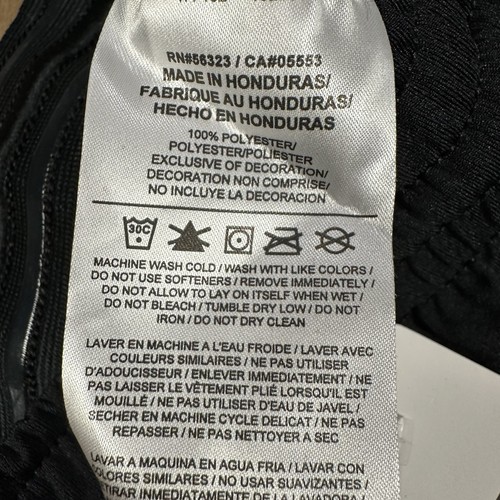 RN#56323 / CA#05553
MADE IN HONDURAS/
FABRIQUE AU HONDURAS/
HECHO EN HONDURAS
100% POLYESTER/
POLYESTER/POLIESTER
EXCLUSIVE OF DECORATION/
DECORATION NON COMPRISE/
NO INCLUYE LA DECORACION
30C
MACHINE WASH COLD / WASH WITH LIKE COLORS /
DO NOT USE SOFTENERS / REMOVE IMMEDIATELY /
DO NOT ALLOW TO LAY ON ITSELF WHEN WET /
DO NOT BLEACH / TUMBLE DRY LOW / DO NOT
IRON / DO NOT DRY CLEAN
LAVER EN MACHINE A L'EAU FROIDE / LAVER AVEC
COULEURS SIMILAIRES / NE PAS UTILISER
D'ADOUCISSEUR / ENLEVER IMMEDIATEMENT / NE
PAS LAISSER LE VÊTEMENT PLIÉ LORSQU'IL EST
MOUILLÉ / NE PAS UTILISER D'EAU DE JAVEL /
SECHER EN MACHINE CYCLE DELICAT / NE PAS
REPASSER / NE PAS NETTOYER A SEC
LAVAR A MAQUINA EN AGUA FRIA / LAVAR CON
COLORES SIMILARES / NO USAR SUAVIZANTES /